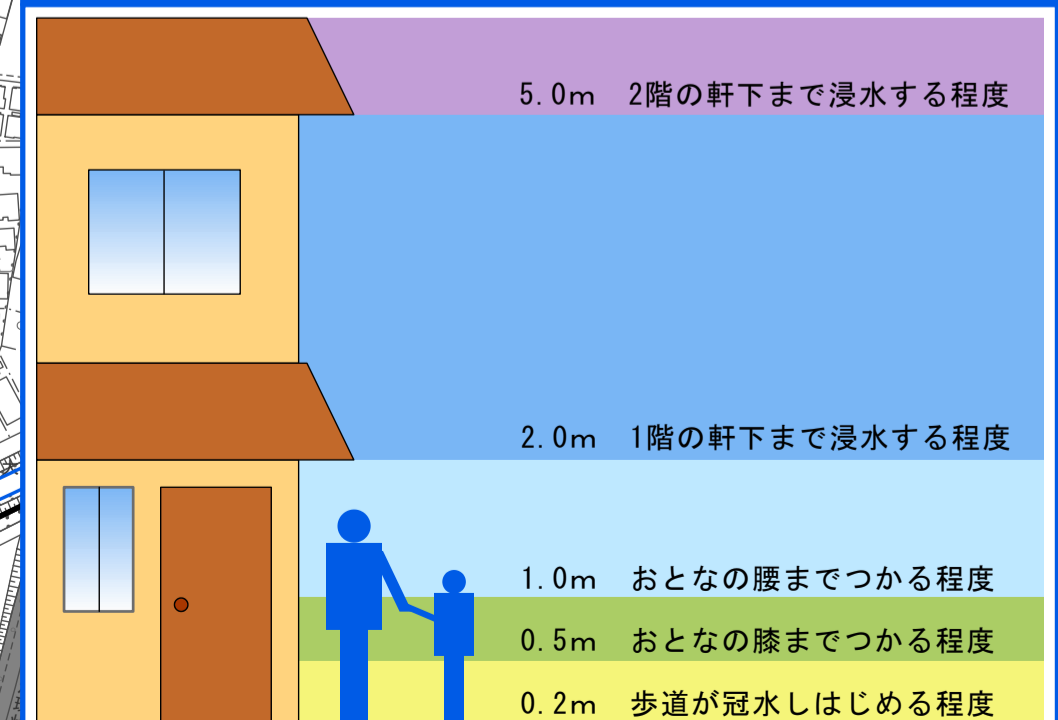 5.0m 2階の軒下まで浸水する程度
2.0m 1階の軒下まで浸水する程度
1.0m おとなの腰までつかる程度
0.5m おとなの膝までつかる程度
0.2m 歩道が冠水しはじめる程度